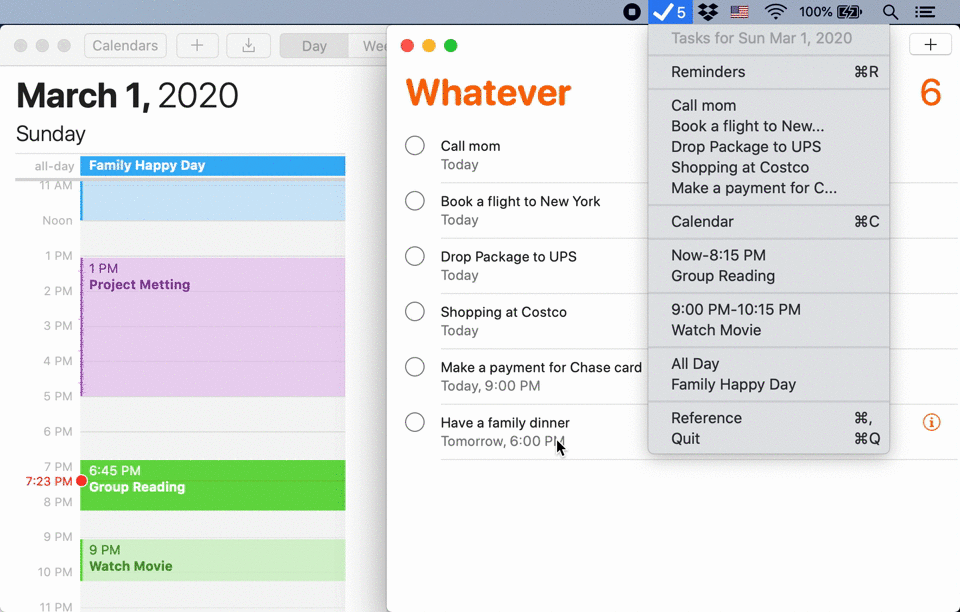 5
100%
Calendars
Day
Wee
March 1, 2020
Sunday
all-day
Family Happy Day
11 AM
Noon
1 PM
1 PM
Project Metting
2 PM
3 PM
4 PM
5 PM
6 PM
7 PM
6:45 PM
7:23 PM
Group Reading
8 PM
9 PM
9 PM
Watch Movie
10 PM
11 PM
Whatever
6
Call mom
Today
Book a flight to New York
Today
Drop Package to UPS
Today
Shopping at Costco
Today
Make a payment for Chase card
Today, 9:00 PM
Have a family dinner
Tomorrow, 6:00 PM
Tasks for Sun Mar 1, 2020
Reminders ⌘R
Call mom
Book a flight to New...
Drop Package to UPS
Shopping at Costco
Make a payment for C...
Calendar ⌘C
Now-8:15 PM
Group Reading
9:00 PM-10:15 PM
Watch Movie
All Day
Family Happy Day
Reference ⌘,
Quit ⌘Q